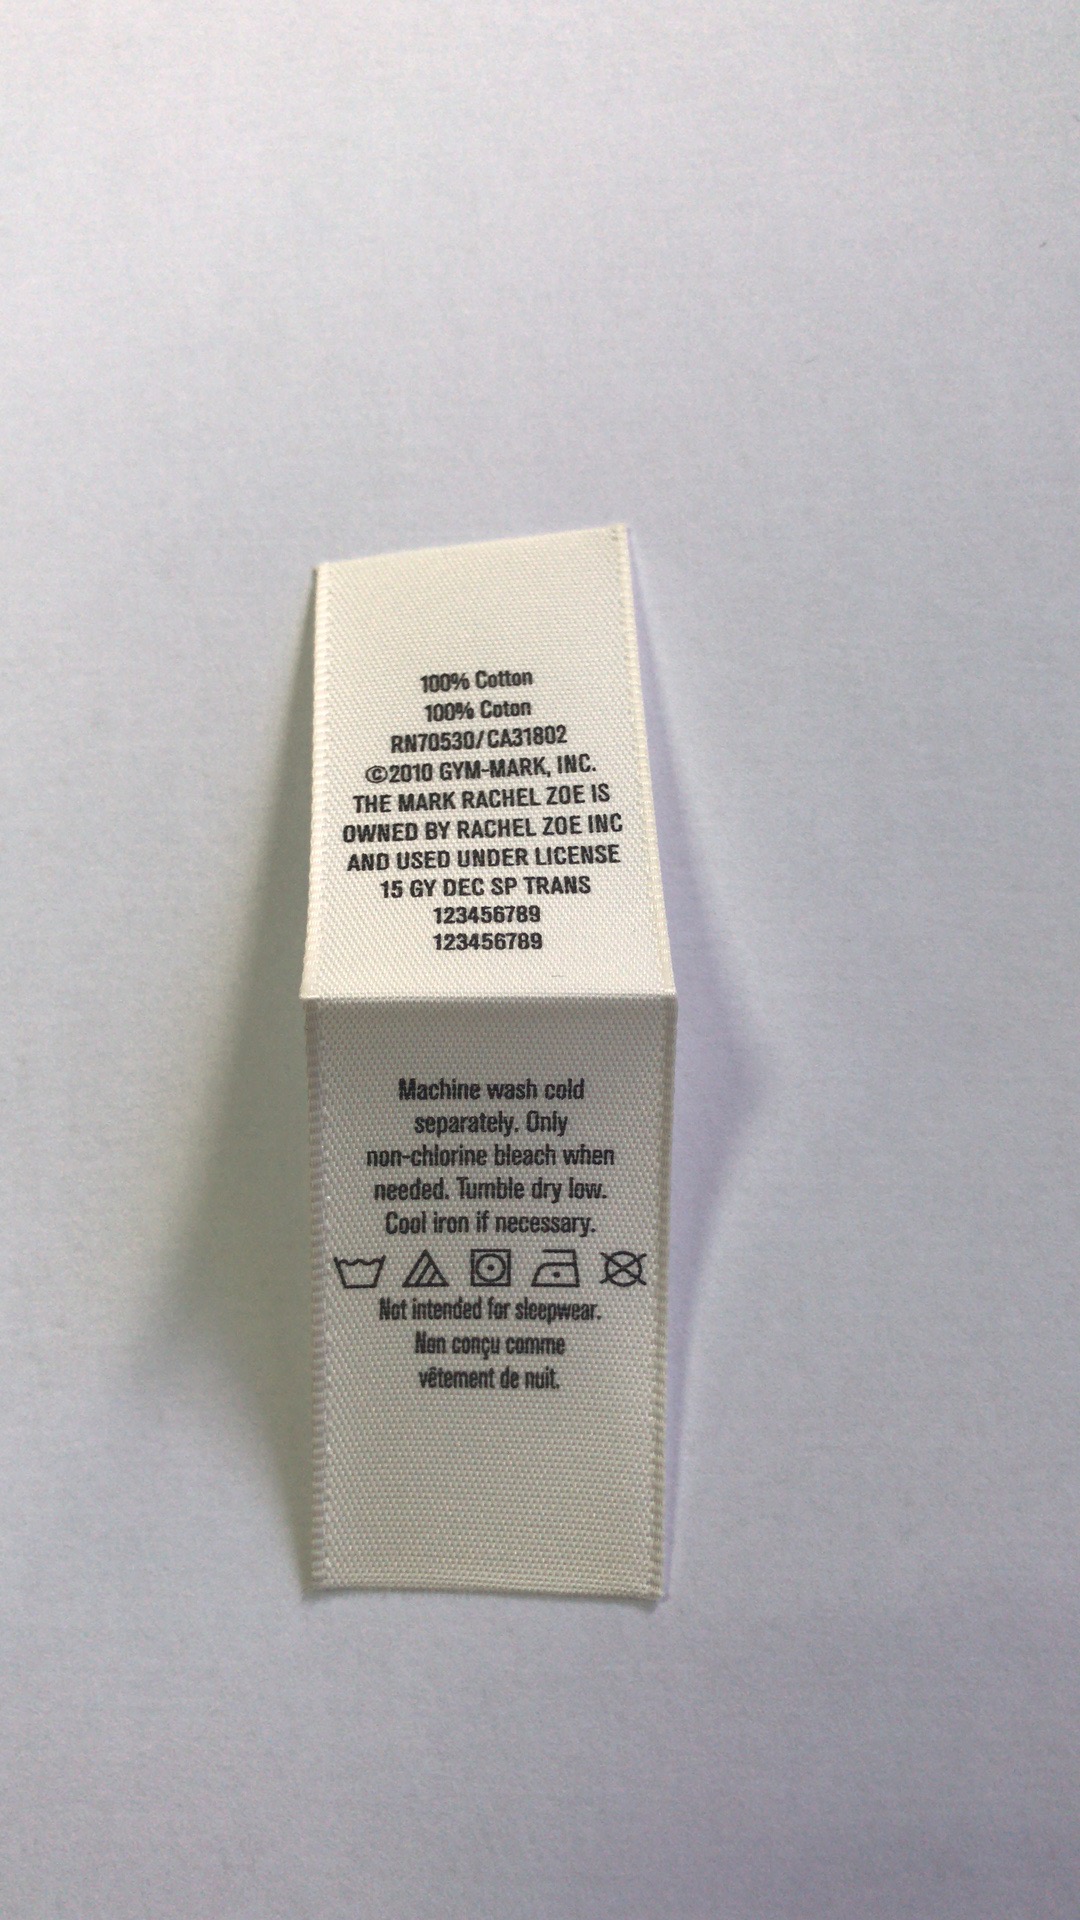 100% Cotton
100% Coton
RN70530/CA31802
©2010 GYM-MARK, INC.
THE MARK RACHEL ZOE IS
OWNED BY RACHEL ZOE INC
AND USED UNDER LICENSE
15 GY DEC SP TRANS
123456789
123456789
Machine wash cold
separately. Only
non-chlorine bleach when
needed. Tumble dry low.
Cool iron if necessary.
Not intended for sleepwear.
Non conçu comme
vêtement de nuit.